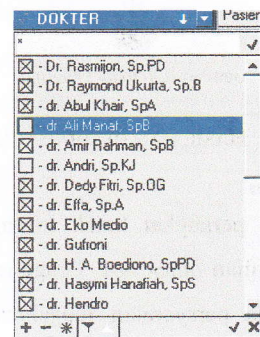 DOKTER Pasien
*
- Dr. Rasmijon, Sp.PD
- Dr. Raymond Ukurta, Sp.B
- dr. Abul Khair, SpA
- dr. Ali Manaf, SpB
- dr. Amir Rahman, SpB
- dr. Andri, Sp.KJ
- dr. Dedy Fitri, Sp.OG
- dr. Effa, Sp.A
- dr. Eko Medio
- dr. Gufroni
- dr. H. A. Boediono, SpPD
- dr. Hasymi Hanafiah, SpS
- dr. Hendro